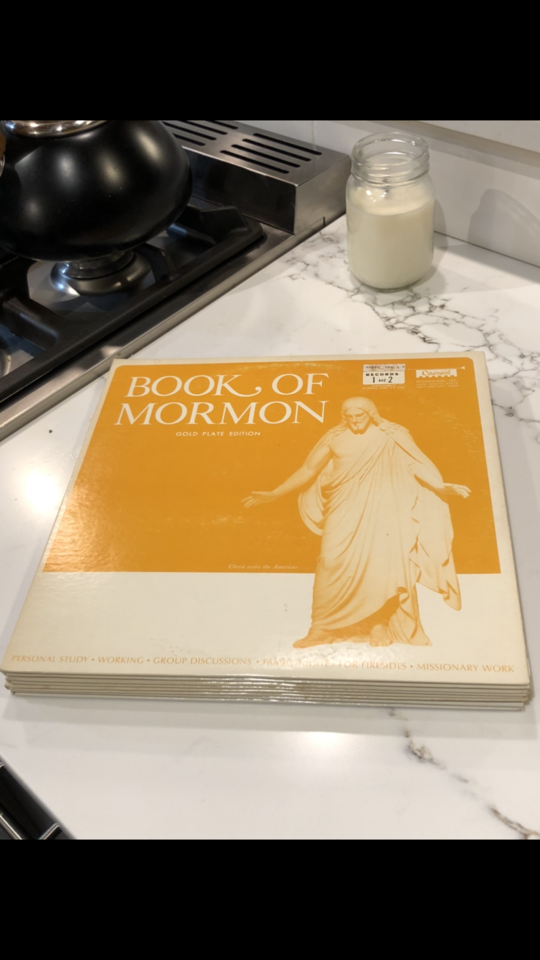 BOOK OF
MORMON
GOLD PLATE EDITION
RECORDS
1 and 2
Christ visits the Americas
PERSONAL STUDY • WORKING • GROUP DISCUSSIONS • FIRESIDES • MISSIONARY WORK